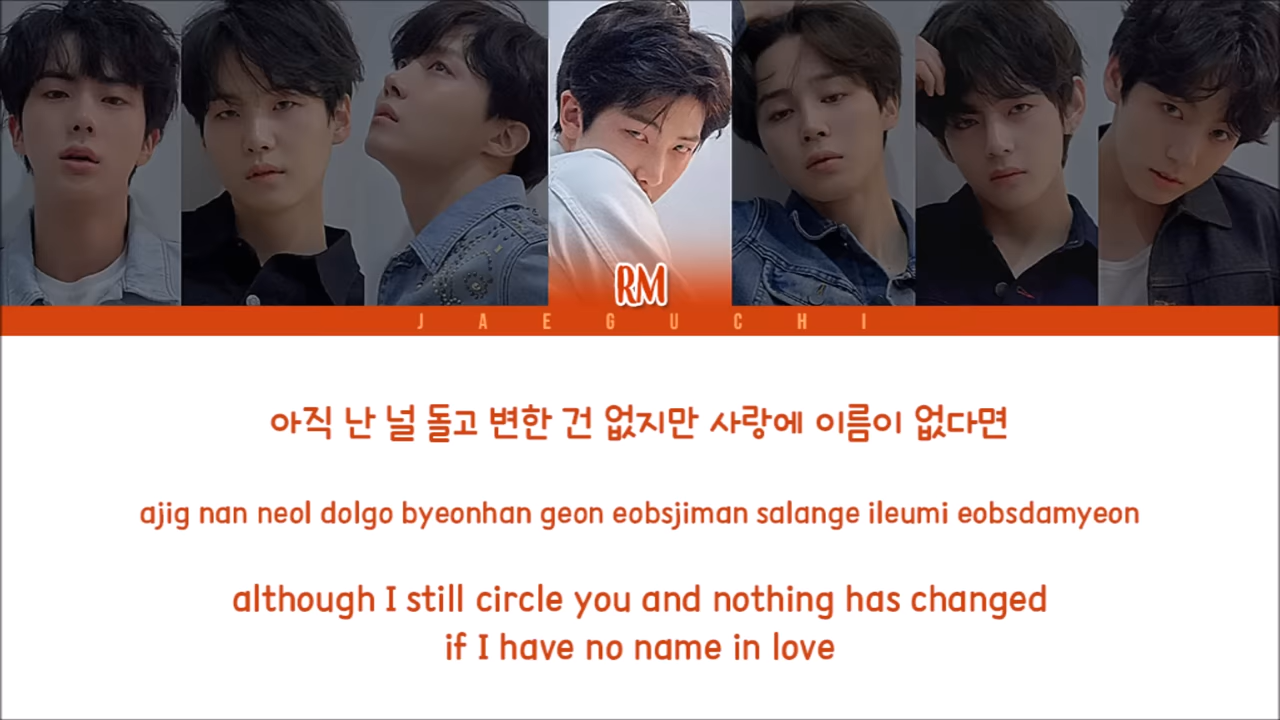 RM
JAEGUCHI
아직 난 널 돌고 변한 건 없지만 사랑에 이름이 없다면
ajig nan neol dolgo byeonhan geon eobsjiman salange ileumi eobsdamyeon
although I still circle you and nothing has changed
if I have no name in love